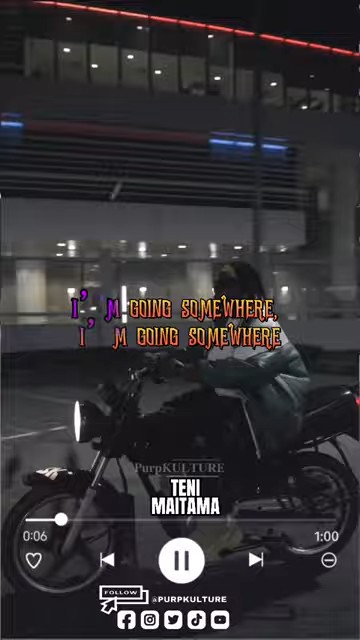 I'M GOING SOMEWHERE,
I'M GOING SOMEWHERE
PurpKULTURE
TENI
MAITAMA
0:06
1:00
FOLLOW
@PURPKULTURE